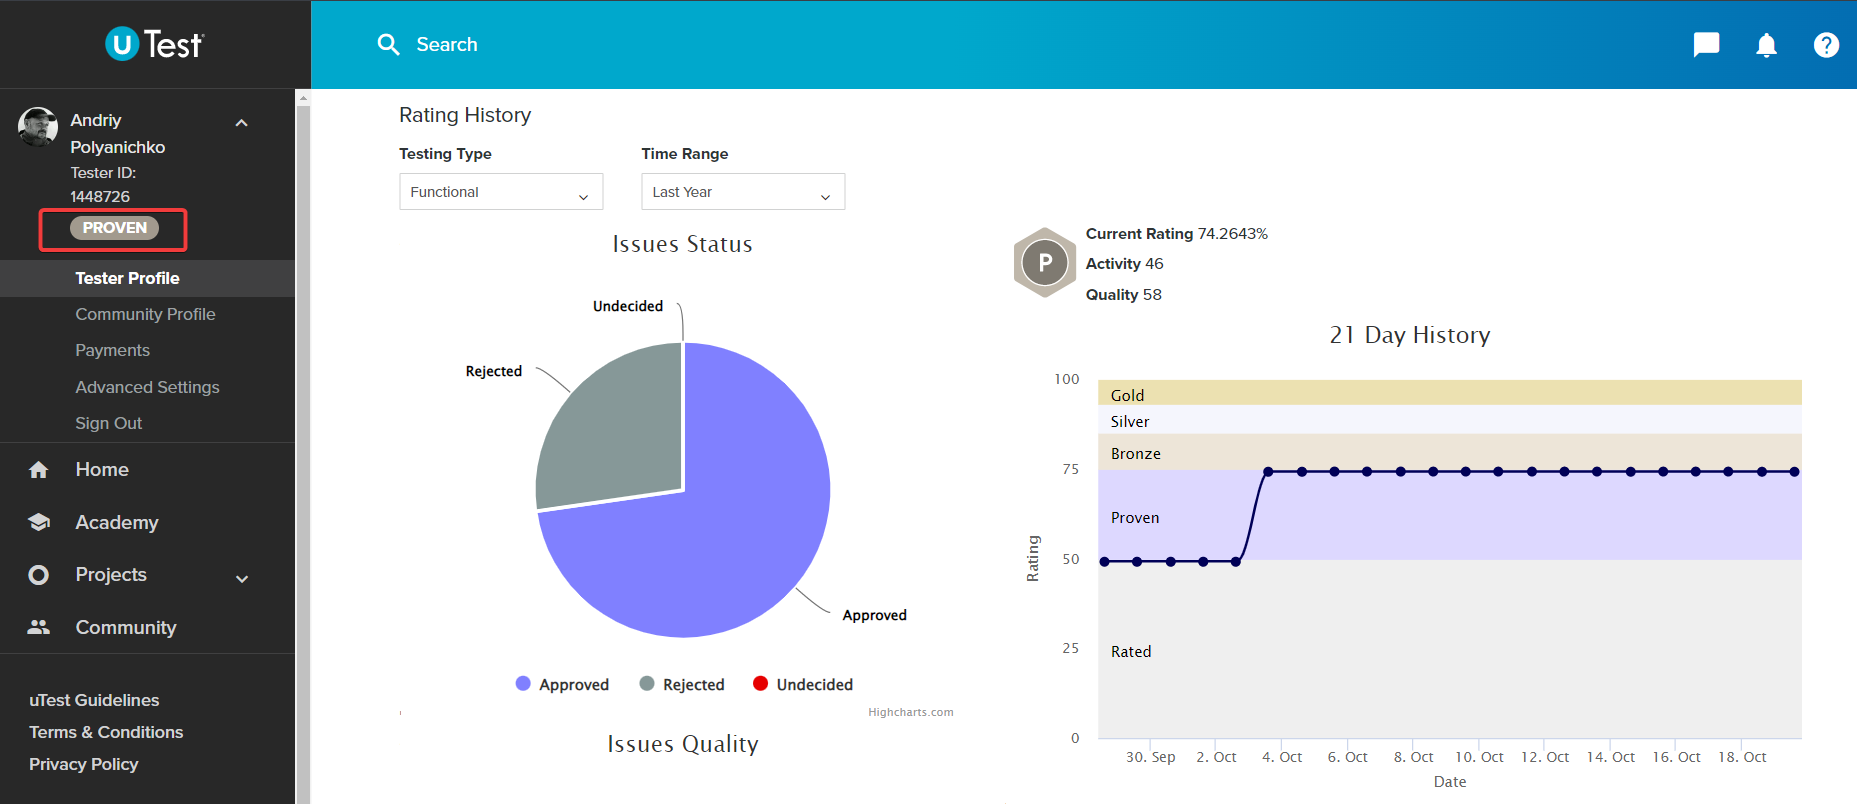 u Test
Search
Andriy
Polyanichko
Tester ID:
1448726
PROVEN
Tester Profile
Community Profile
Payments
Advanced Settings
Sign Out
Home
Academy
Projects
Community
uTest Guidelines
Terms & Conditions
Privacy Policy
Rating History
Testing Type
Time Range
Functional
Last Year
Issues Status
Undecided
Rejected
Approved
Approved Rejected Undecided
Highcharts.com
Issues Quality
P
Current Rating 74.2643%
Activity 46
Quality 58
21 Day History
100
75
50
25
0
Rating
Gold
Silver
Bronze
Proven
Rated
30. Sep 2. Oct 4. Oct 6. Oct 8. Oct 10. Oct 12. Oct 14. Oct 16. Oct 18. Oct
Date